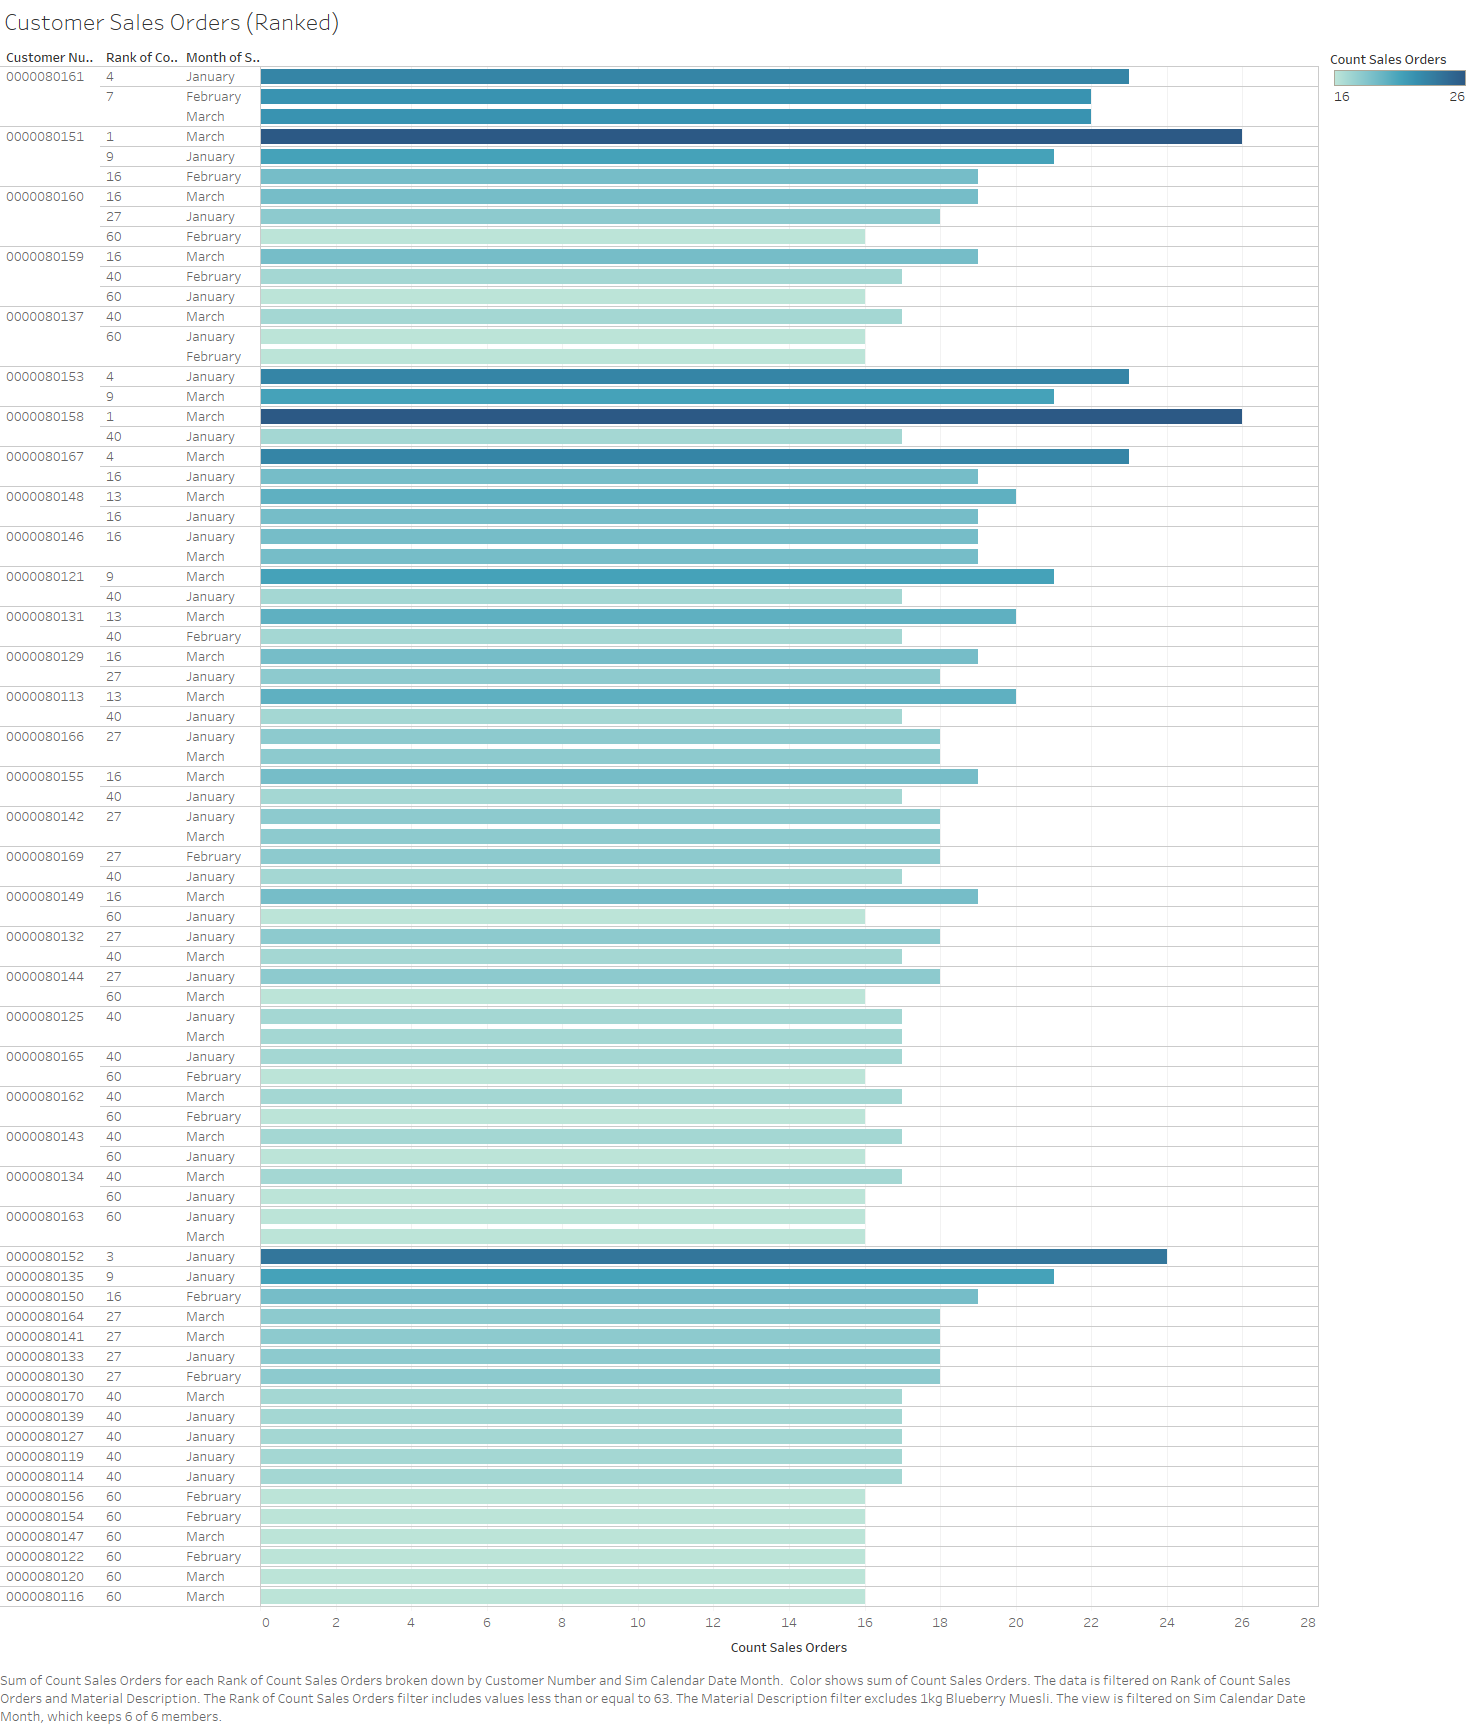 Customer Sales Orders (Ranked)
Customer Nu.. Rank of Co.. Month of S..
Count Sales Orders
16 26
0000080161 4 January
7 February
March
0000080151 1 March
9 January
16 February
0000080160 16 March
27 January
60 February
0000080159 16 March
40 February
60 January
0000080137 40 March
60 January
February
0000080153 4 January
9 March
0000080158 1 March
40 January
0000080167 4 March
16 January
0000080148 13 March
16 January
0000080146 16 January
March
0000080121 9 March
40 January
0000080131 13 March
40 February
0000080129 16 March
27 January
0000080113 13 March
40 January
0000080166 27 January
March
0000080155 16 March
40 January
0000080142 27 January
March
0000080169 27 February
40 January
0000080149 16 March
60 January
0000080132 27 January
40 March
0000080144 27 January
60 March
0000080125 40 January
March
0000080165 40 January
60 February
0000080162 40 March
60 February
0000080143 40 March
60 January
0000080134 40 March
60 January
0000080163 60 January
March
0000080152 3 January
0000080135 9 January
0000080150 16 February
0000080164 27 March
0000080141 27 March
0000080133 27 January
0000080130 27 February
0000080170 40 March
0000080139 40 January
0000080127 40 January
0000080119 40 January
0000080114 40 January
0000080156 60 February
0000080154 60 February
0000080147 60 March
0000080122 60 February
0000080120 60 March
0000080116 60 March
0 2 4 6 8 10 12 14 16 18 20 22 24 26 28
Count Sales Orders
Sum of Count Sales Orders for each Rank of Count Sales Orders broken down by Customer Number and Sim Calendar Date Month.  Color shows sum of Count Sales Orders. The data is filtered on Rank of Count Sales
Orders and Material Description. The Rank of Count Sales Orders filter includes values less than or equal to 63. The Material Description filter excludes 1kg Blueberry Muesli. The view is filtered on Sim Calendar Date
Month, which keeps 6 of 6 members.